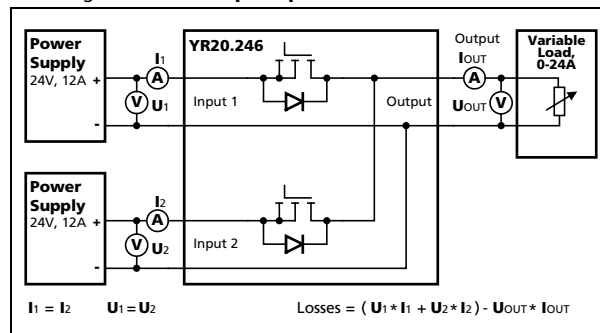 Power Supply
24V, 12A +
-
I1
A
V
U1
YR20.246
Input 1
Output
Output
IOUT
A
UOUT
V
Variable Load, 0-24A
Power Supply
24V, 12A +
-
I2
A
V
U2
Input 2
I1 = I2 U1 = U2 Losses = ( U1 * I1 + U2 * I2 ) - UOUT * IOUT